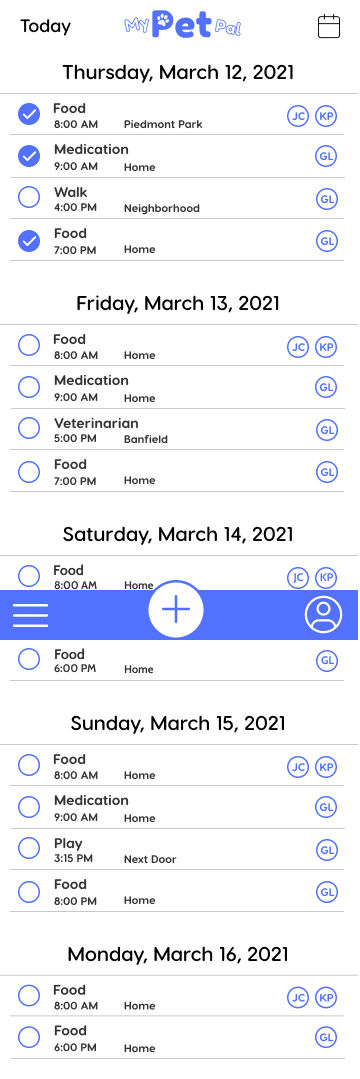 Today
My Pet Pal
Thursday, March 12, 2021
Food
8:00 AM Piedmont Park JC KP
Medication
9:00 AM Home GL
Walk
4:00 PM Neighborhood GL
Food
7:00 PM Home GL
Friday, March 13, 2021
Food
8:00 AM Home JC KP
Medication
9:00 AM Home GL
Veterinarian
5:00 PM Banfield GL
Food
7:00 PM Home GL
Saturday, March 14, 2021
Food
8:00 AM Home JC KP
Food
6:00 PM Home GL
Sunday, March 15, 2021
Food
8:00 AM Home JC KP
Medication
9:00 AM Home GL
Play
3:15 PM Next Door GL
Food
8:00 PM Home GL
Monday, March 16, 2021
Food
8:00 AM Home JC KP
Food
6:00 PM Home GL